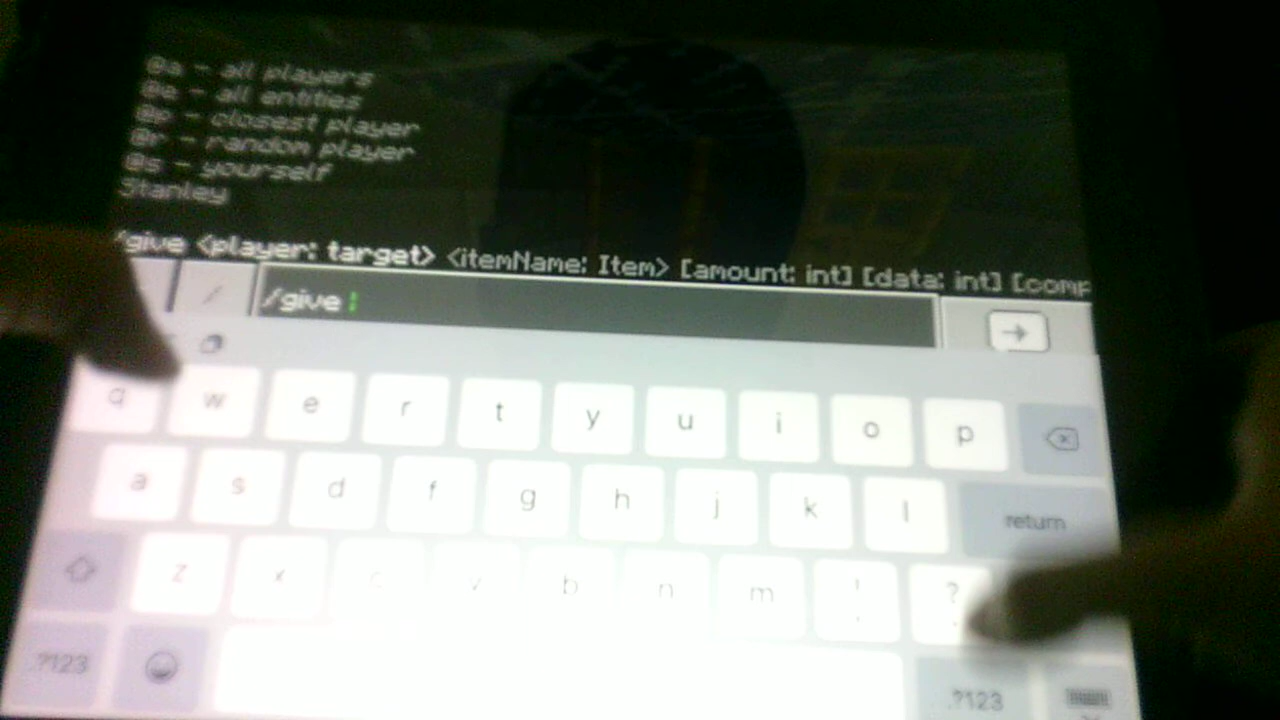 @a - all players
@e - all entities
@p - closest player
@r - random player
@s - yourself
Stanley
/give <player: target> <itemName: Item> [amount: int] [data: int] [comp
/
/give
q w e r t y u i o p
a s d f g h j k l return
z x c v b n m ! ?
, .
.?123 .?123